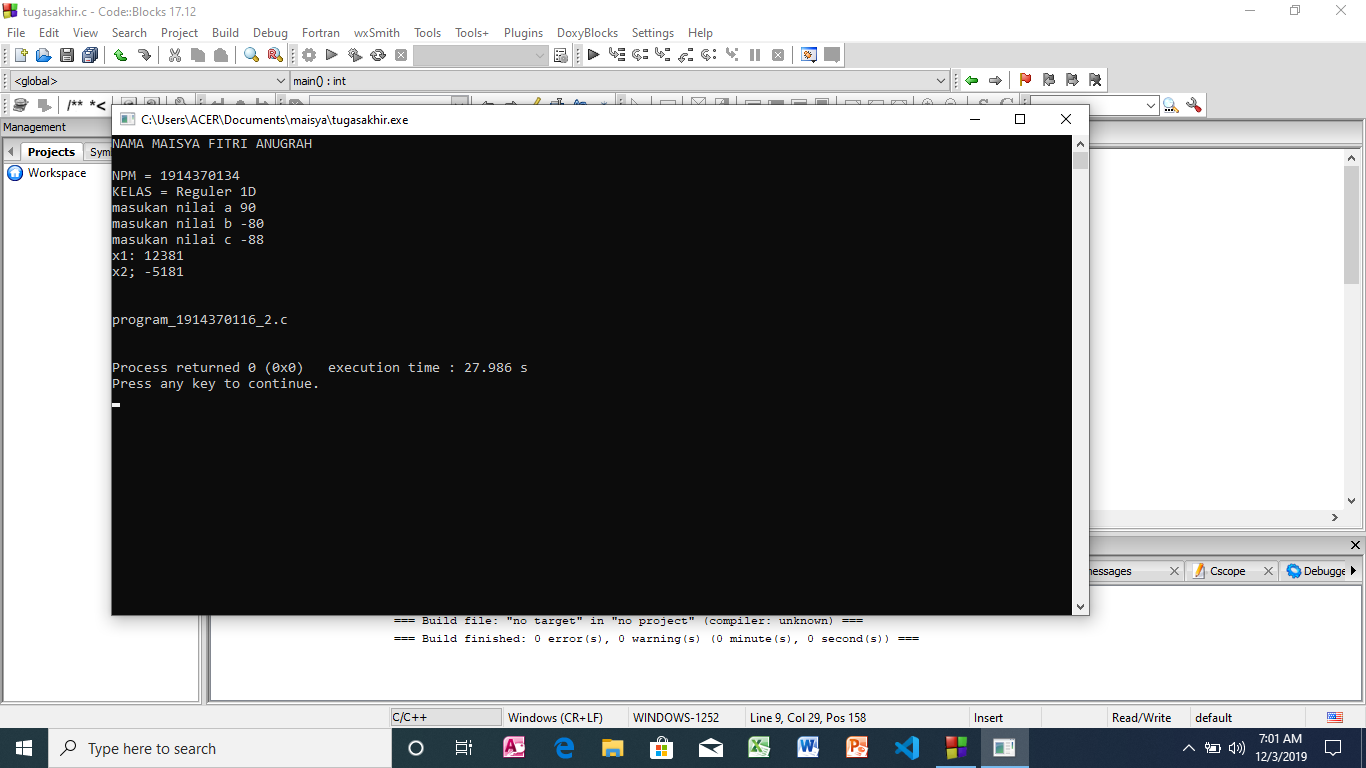 tugasakhir.c - Code::Blocks 17.12
File Edit View Search Project Build Debug Fortran wxSmith Tools Tools+ Plugins DoxyBlocks Settings Help
<global> main() : int
/** *<
Management
Projects
Workspace
C:\Users\ACER\Documents\maisya\tugasakhir.exe
NAMA MAISYA FITRI ANUGRAH
NPM = 1914370134
KELAS = Reguler 1D
masukan nilai a 90
masukan nilai b -80
masukan nilai c -88
x1: 12381
x2; -5181
program_1914370116_2.c
Process returned 0 (0x0)   execution time : 27.986 s
Press any key to continue.
Cscope
=== Build file: "no target" in "no project" (compiler: unknown) ===
=== Build finished: 0 error(s), 0 warning(s) (0 minute(s), 0 second(s)) ===
C/C++ Windows (CR+LF) WINDOWS-1252 Line 9, Col 29, Pos 158 Insert Read/Write default
Type here to search
7:01 AM
12/3/2019